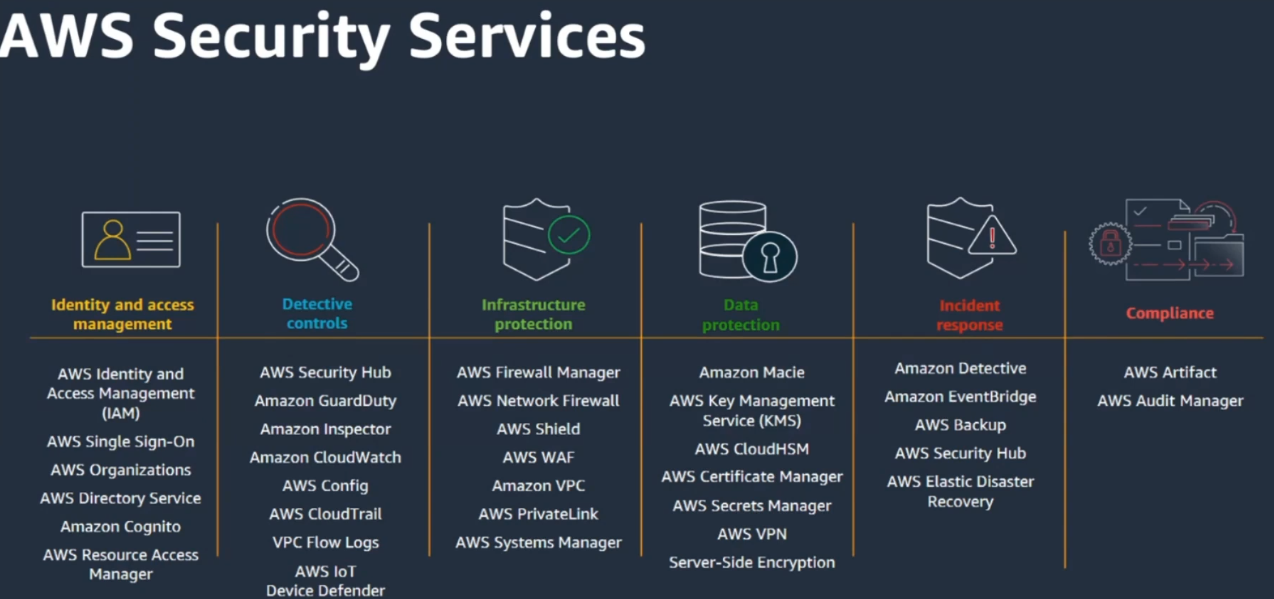 AWS Security Services
Identity and access
management
AWS Identity and
Access Management
(IAM)
AWS Single Sign-On
AWS Organizations
AWS Directory Service
Amazon Cognito
AWS Resource Access
Manager
Detective
controls
AWS Security Hub
Amazon GuardDuty
Amazon Inspector
Amazon CloudWatch
AWS Config
AWS CloudTrail
VPC Flow Logs
AWS IoT
Device Defender
Infrastructure
protection
AWS Firewall Manager
AWS Network Firewall
AWS Shield
AWS WAF
Amazon VPC
AWS PrivateLink
AWS Systems Manager
Data
protection
Amazon Macie
AWS Key Management
Service (KMS)
AWS CloudHSM
AWS Certificate Manager
AWS Secrets Manager
AWS VPN
Server-Side Encryption
Incident
response
Amazon Detective
Amazon EventBridge
AWS Backup
AWS Security Hub
AWS Elastic Disaster
Recovery
Compliance
AWS Artifact
AWS Audit Manager